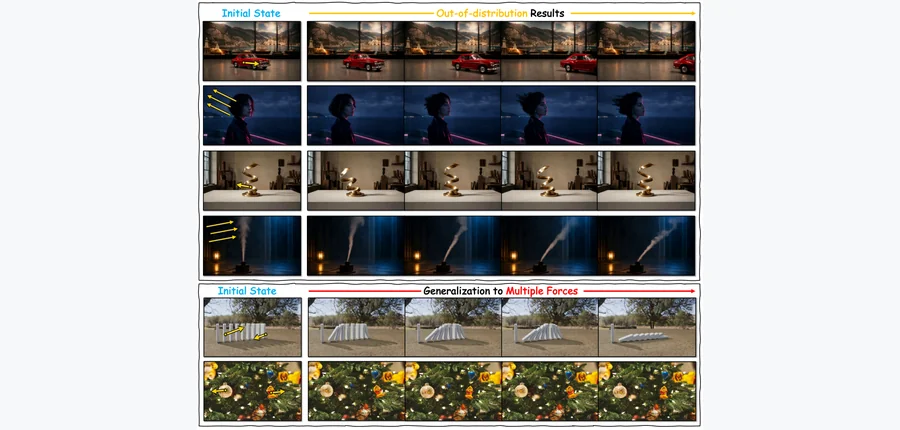 Initial State
Out-of-distribution Results
Initial State
Generalization to Multiple Forces